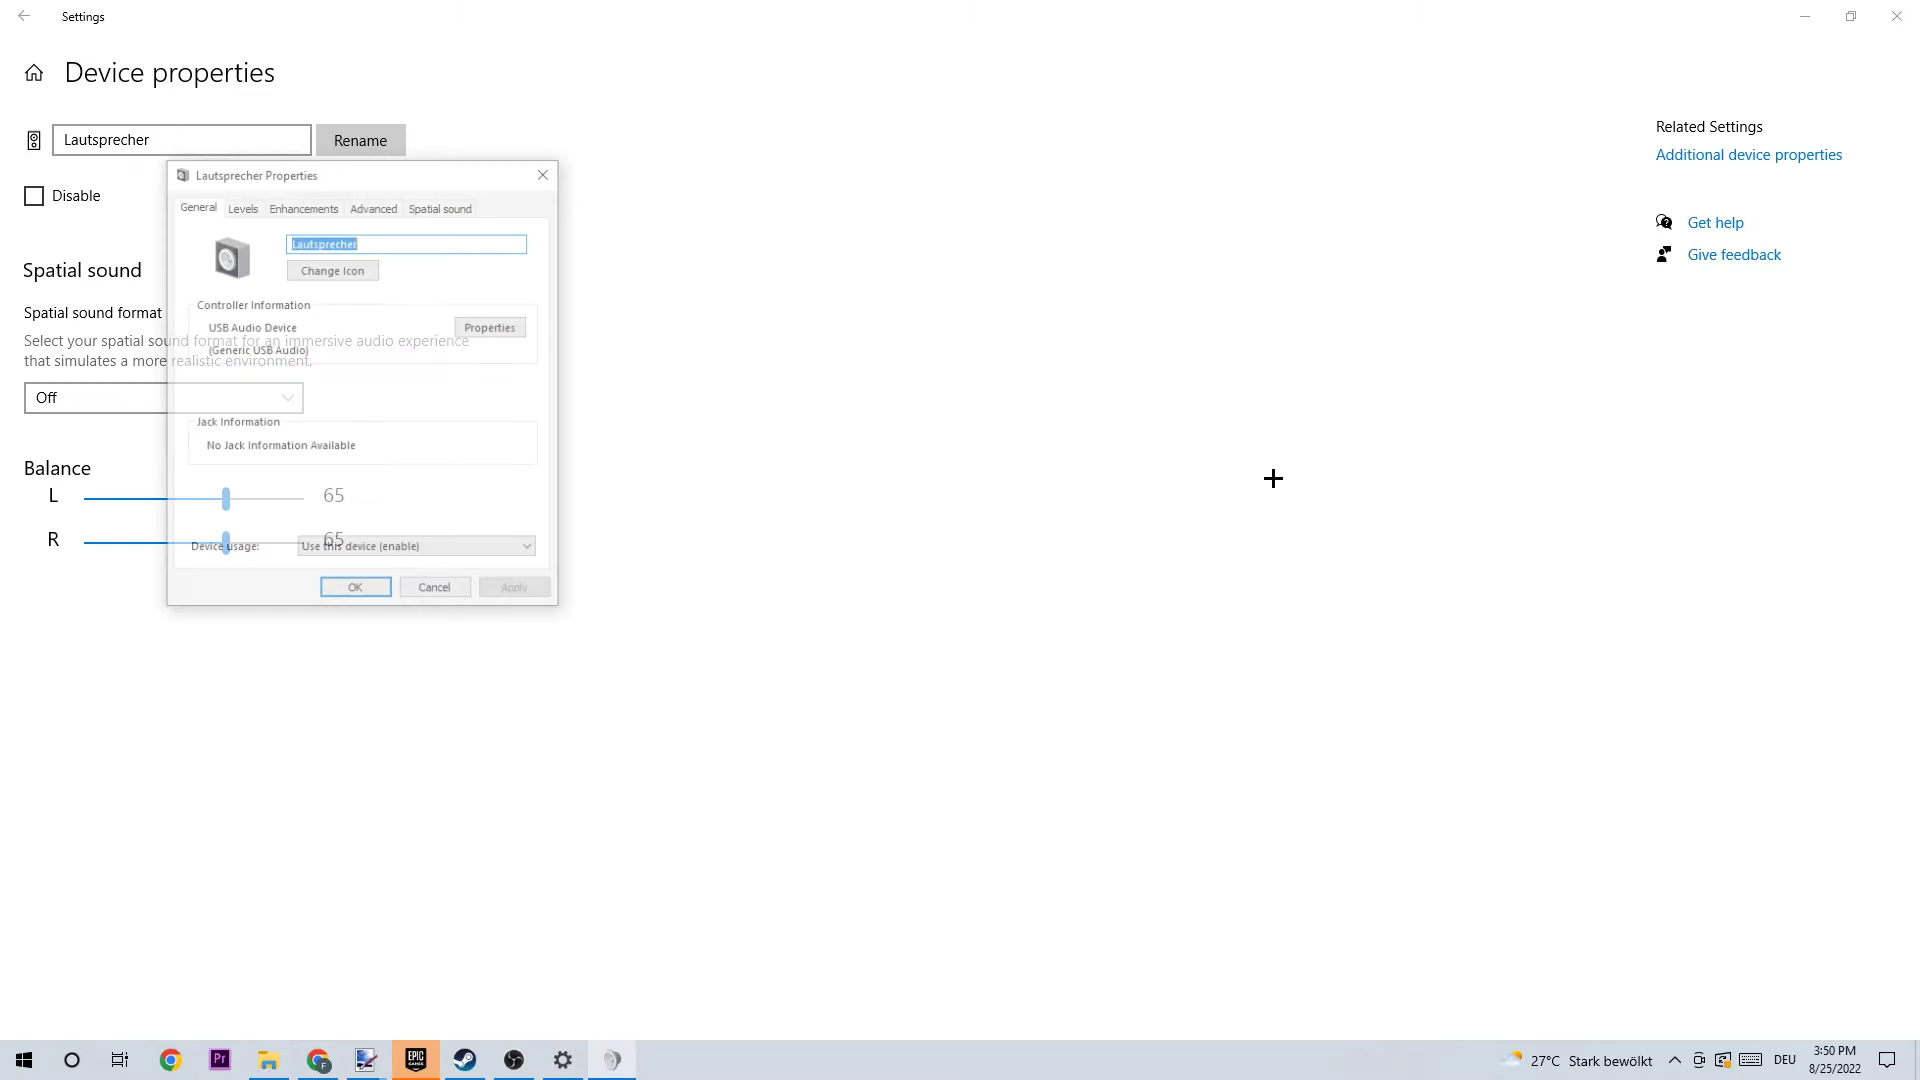 Settings
Device properties
Lautsprecher
Rename
Disable
Spatial sound
Spatial sound format
Select your spatial sound format for an immersive audio experience
that simulates a more realistic environment.
Off
Balance
L
65
R
65
Lautsprecher Properties
General Levels Enhancements Advanced Spatial sound
Lautsprecher
Change Icon
Controller Information
USB Audio Device
Properties
(Generic USB Audio)
Jack Information
No Jack Information Available
Device usage:
Use this device (enable)
OK Cancel Apply
Related Settings
Additional device properties
Get help
Give feedback
Pr
EPIC
GAMES
F
27°C Stark bewölkt
DEU
3:50 PM
8/25/2022